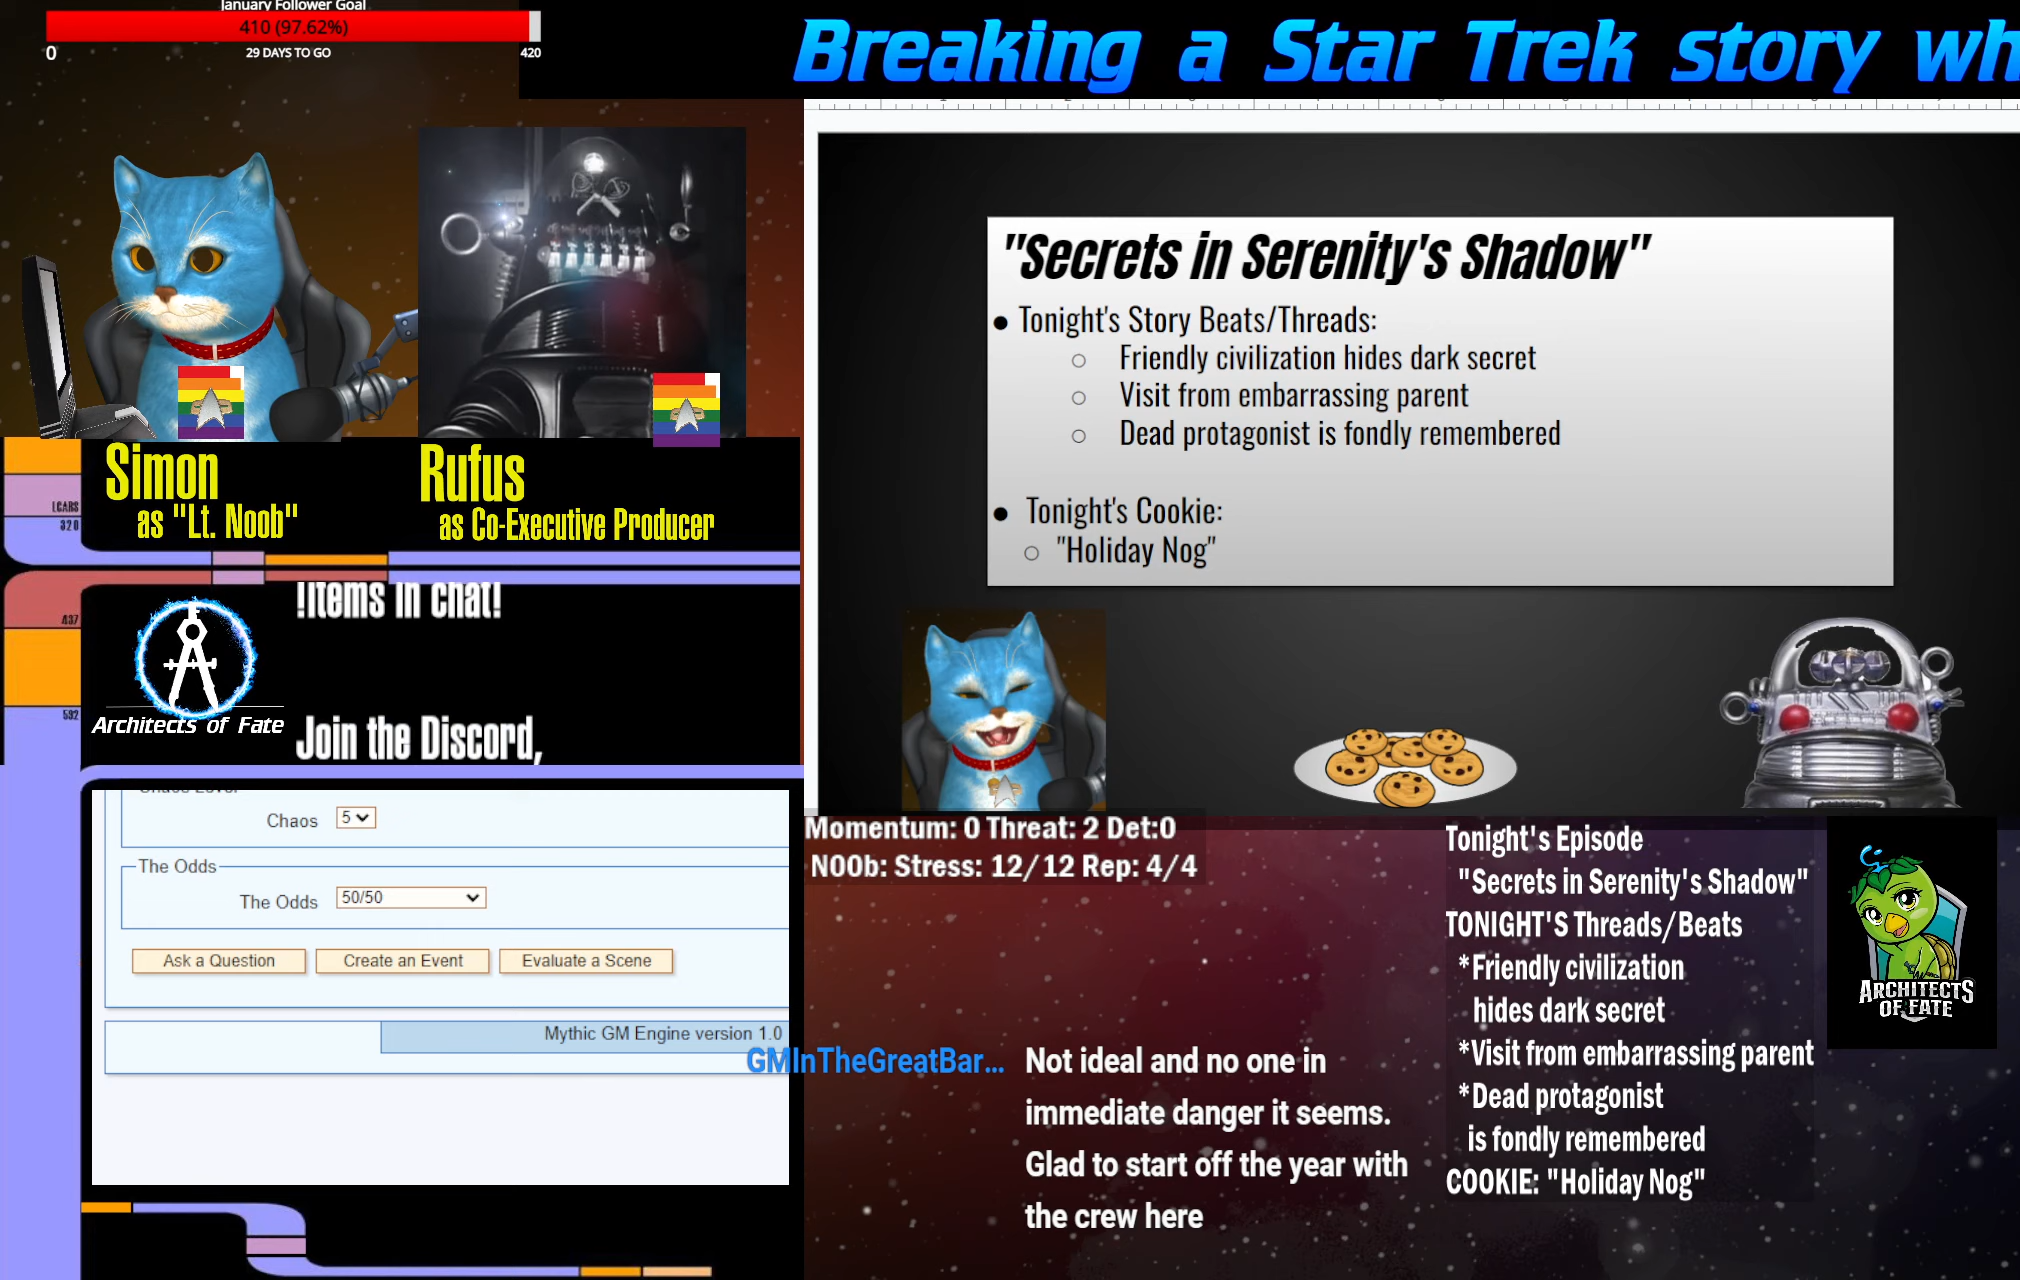 January Follower Goal
410 (97.62%)
0
29 DAYS TO GO
420
Breaking a Star Trek story wh
"Secrets in Serenity's Shadow"
● Tonight's Story Beats/Threads:
○ Friendly civilization hides dark secret
○ Visit from embarrassing parent
○ Dead protagonist is fondly remembered
● Tonight's Cookie:
○ "Holiday Nog"
Simon
as "Lt. Noob"
Rufus
as Co-Executive Producer
LCARS
320
437
592
!Items in chat!
Architects of Fate
Join the Discord,
Chaos Level
Chaos 5
The Odds
The Odds 50/50
Ask a Question Create an Event Evaluate a Scene
Mythic GM Engine version 1.0
Momentum: 0 Threat: 2 Det:0
N00b: Stress: 12/12 Rep: 4/4
GMInTheGreatBar... Not ideal and no one in
immediate danger it seems.
Glad to start off the year with
the crew here
Tonight's Episode
"Secrets in Serenity's Shadow"
TONIGHT'S Threads/Beats
*Friendly civilization
hides dark secret
*Visit from embarrassing parent
*Dead protagonist
is fondly remembered
COOKIE: "Holiday Nog"
ARCHITECTS
OF FATE